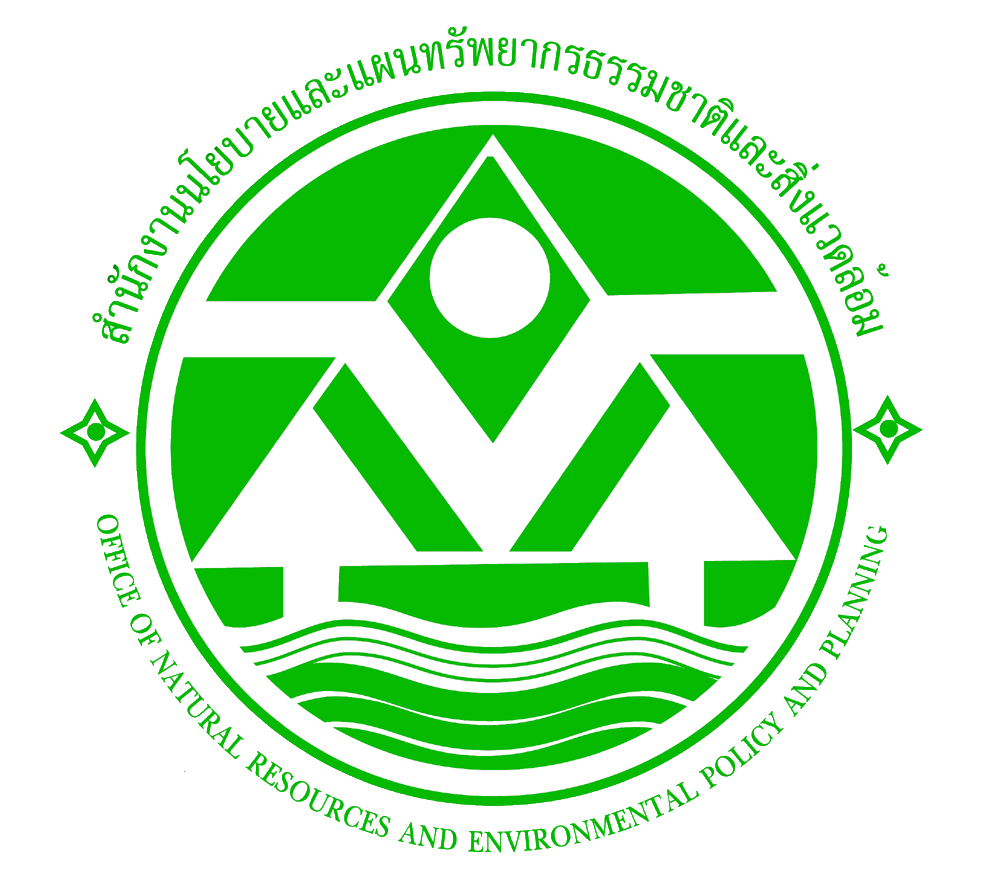 สำนักงานนโยบายและแผนทรัพยากรธรรมชาติและสิ่งแวดล้อม
OFFICE OF NATURAL RESOURCES AND ENVIRONMENTAL POLICY AND PLANNING